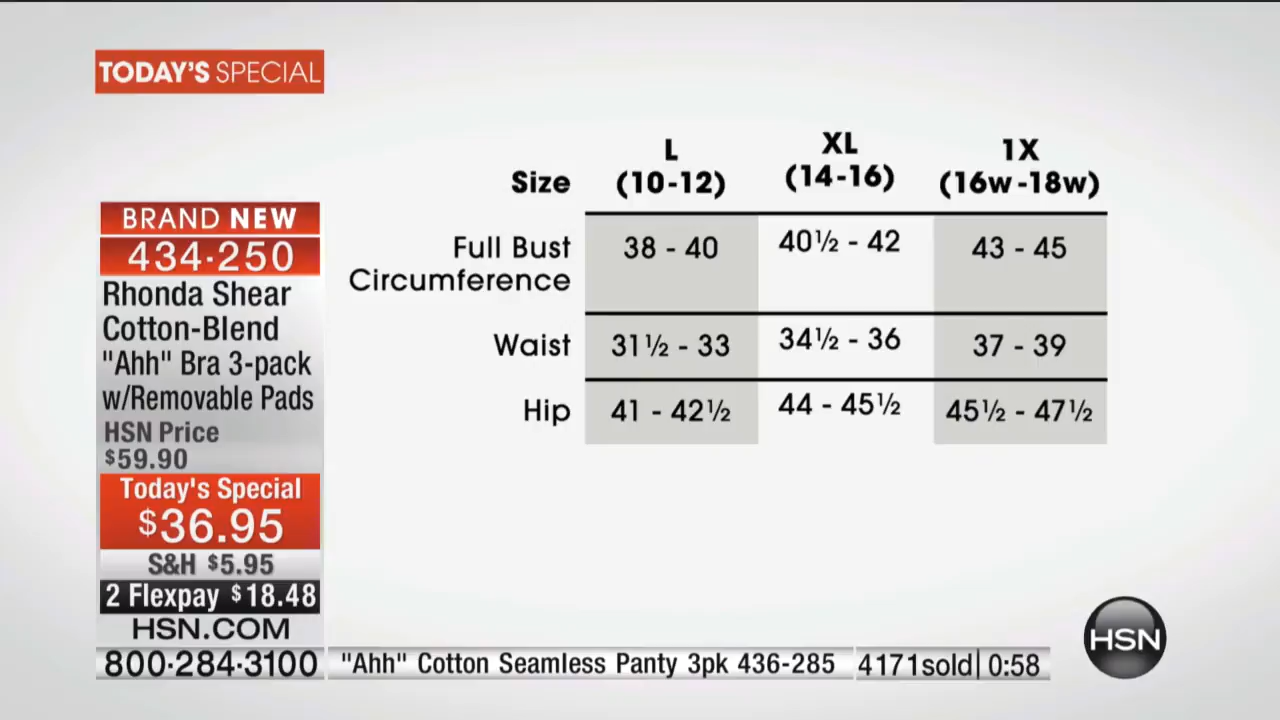 TODAY'S SPECIAL
L XL 1X
Size (10-12) (14-16) (16w-18w)
Full Bust 38 - 40 40½ - 42 43 - 45
Circumference
Waist 31½ - 33 34½ - 36 37 - 39
Hip 41 - 42½ 44 - 45½ 45½ - 47½
BRAND NEW
434·250
Rhonda Shear
Cotton-Blend
"Ahh" Bra 3-pack
w/Removable Pads
HSN Price
$59.90
Today's Special
$36.95
S&H $5.95
2 Flexpay $18.48
HSN.COM
800·284·3100
"Ahh" Cotton Seamless Panty 3pk 436-285
4171sold| 0:58
HSN